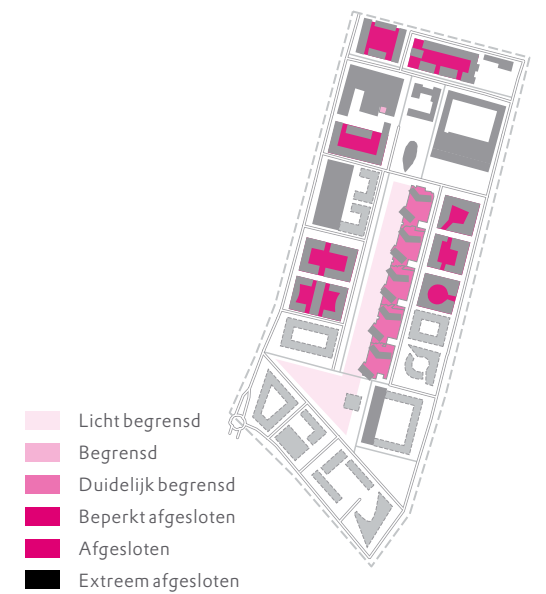 Licht begrensd
Begrensd
Duidelijk begrensd
Beperkt afgesloten
Afgesloten
Extreem afgesloten